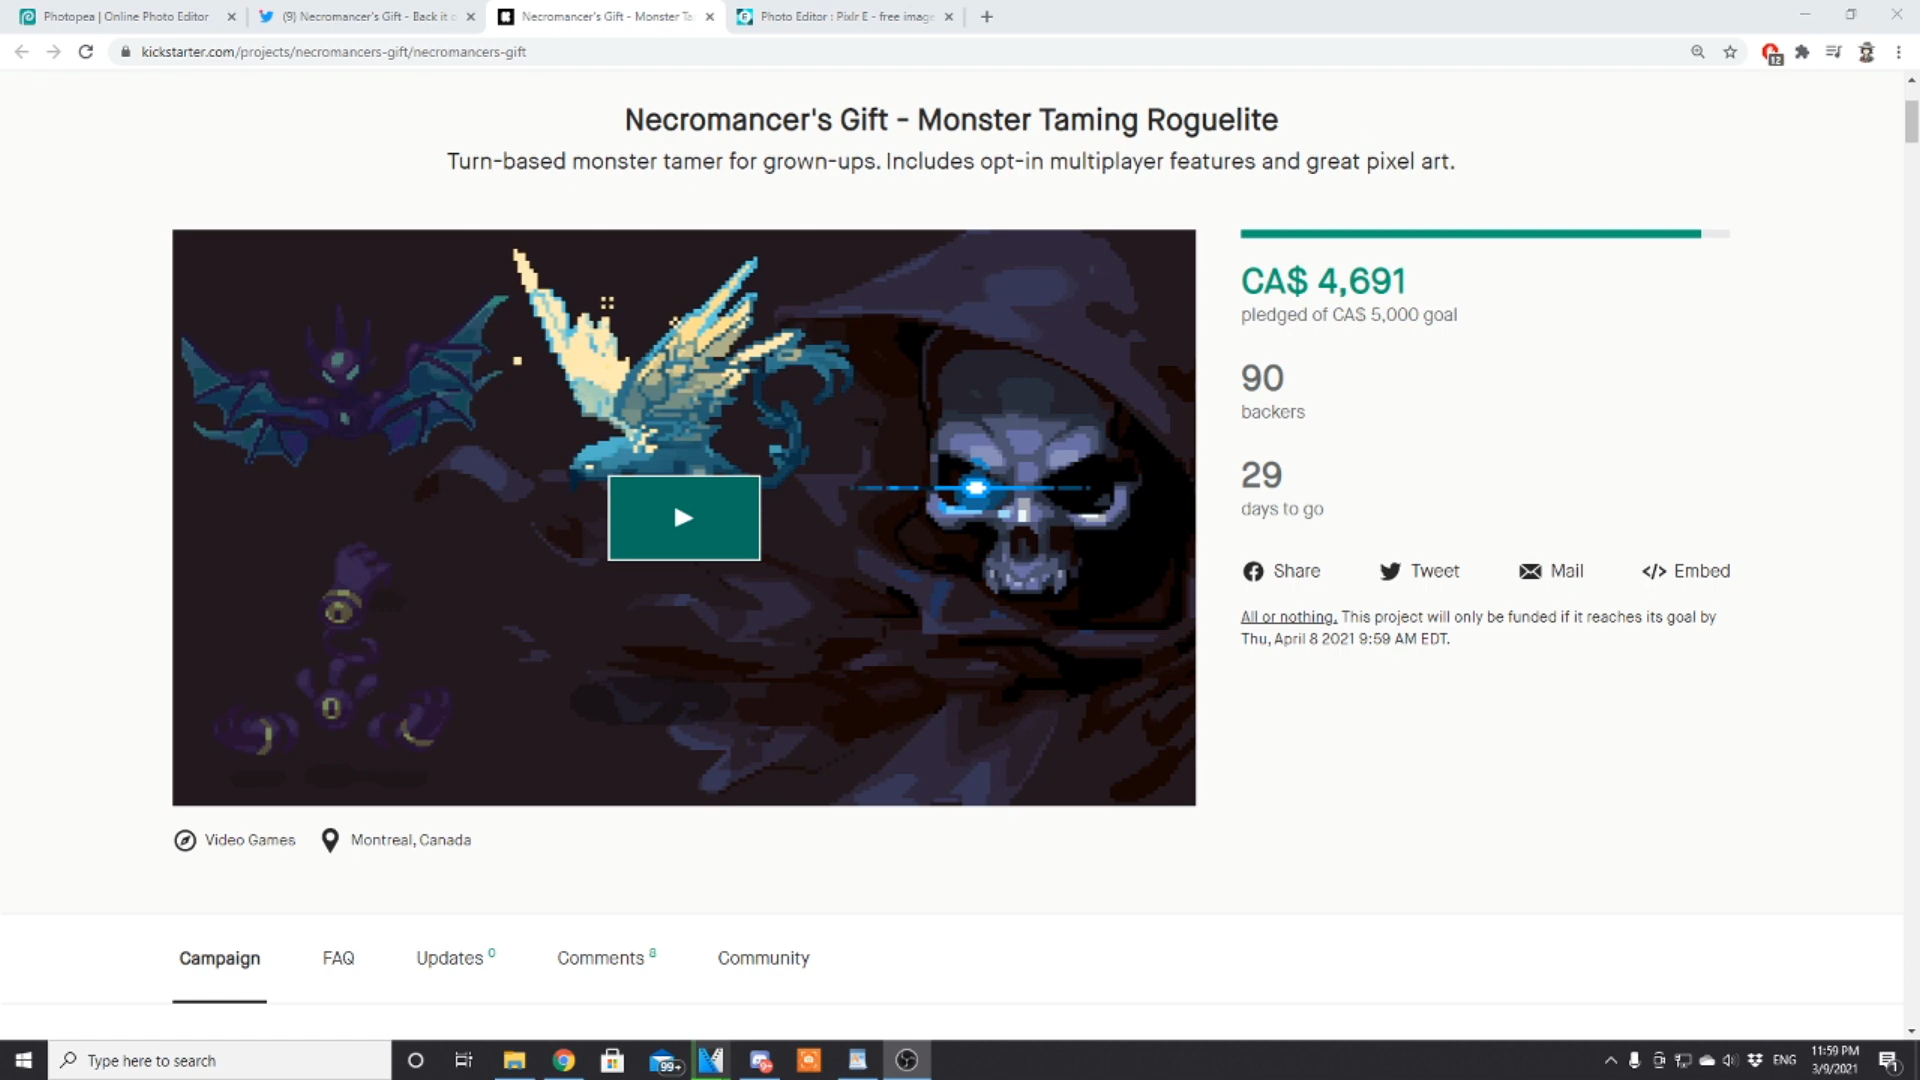 Photopea | Online Photo Editor
(9) Necromancer's Gift - Back it o
Necromancer's Gift - Monster Ta
Photo Editor : Pixlr E - free image
kickstarter.com/projects/necromancers-gift/necromancers-gift
12
Necromancer's Gift - Monster Taming Roguelite
Turn-based monster tamer for grown-ups. Includes opt-in multiplayer features and great pixel art.
CA$ 4,691
pledged of CA$ 5,000 goal
90
backers
29
days to go
Share
Tweet
Mail
</> Embed
All or nothing. This project will only be funded if it reaches its goal by
Thu, April 8 2021 9:59 AM EDT.
Video Games
Montreal, Canada
Campaign
FAQ
Updates 0
Comments 8
Community
Type here to search
99+
ENG
11:59 PM
3/9/2021
1